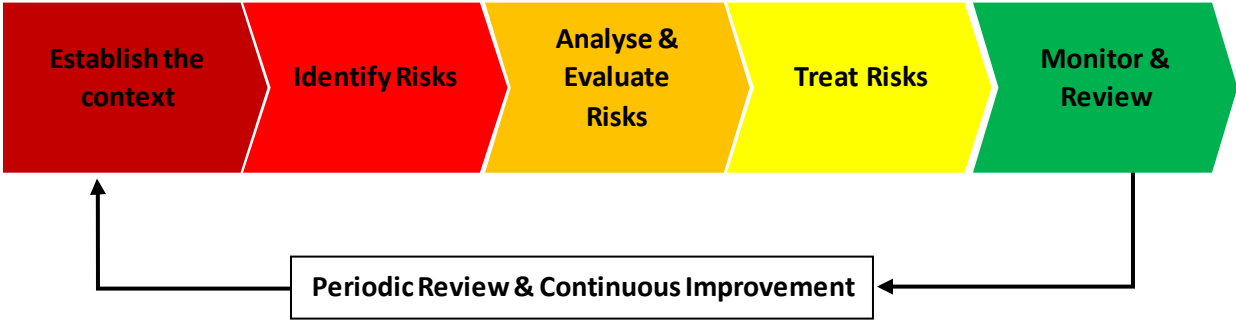 Establish the
context
Identify Risks
Analyse &
Evaluate
Risks
Treat Risks
Monitor &
Review
Periodic Review & Continuous Improvement